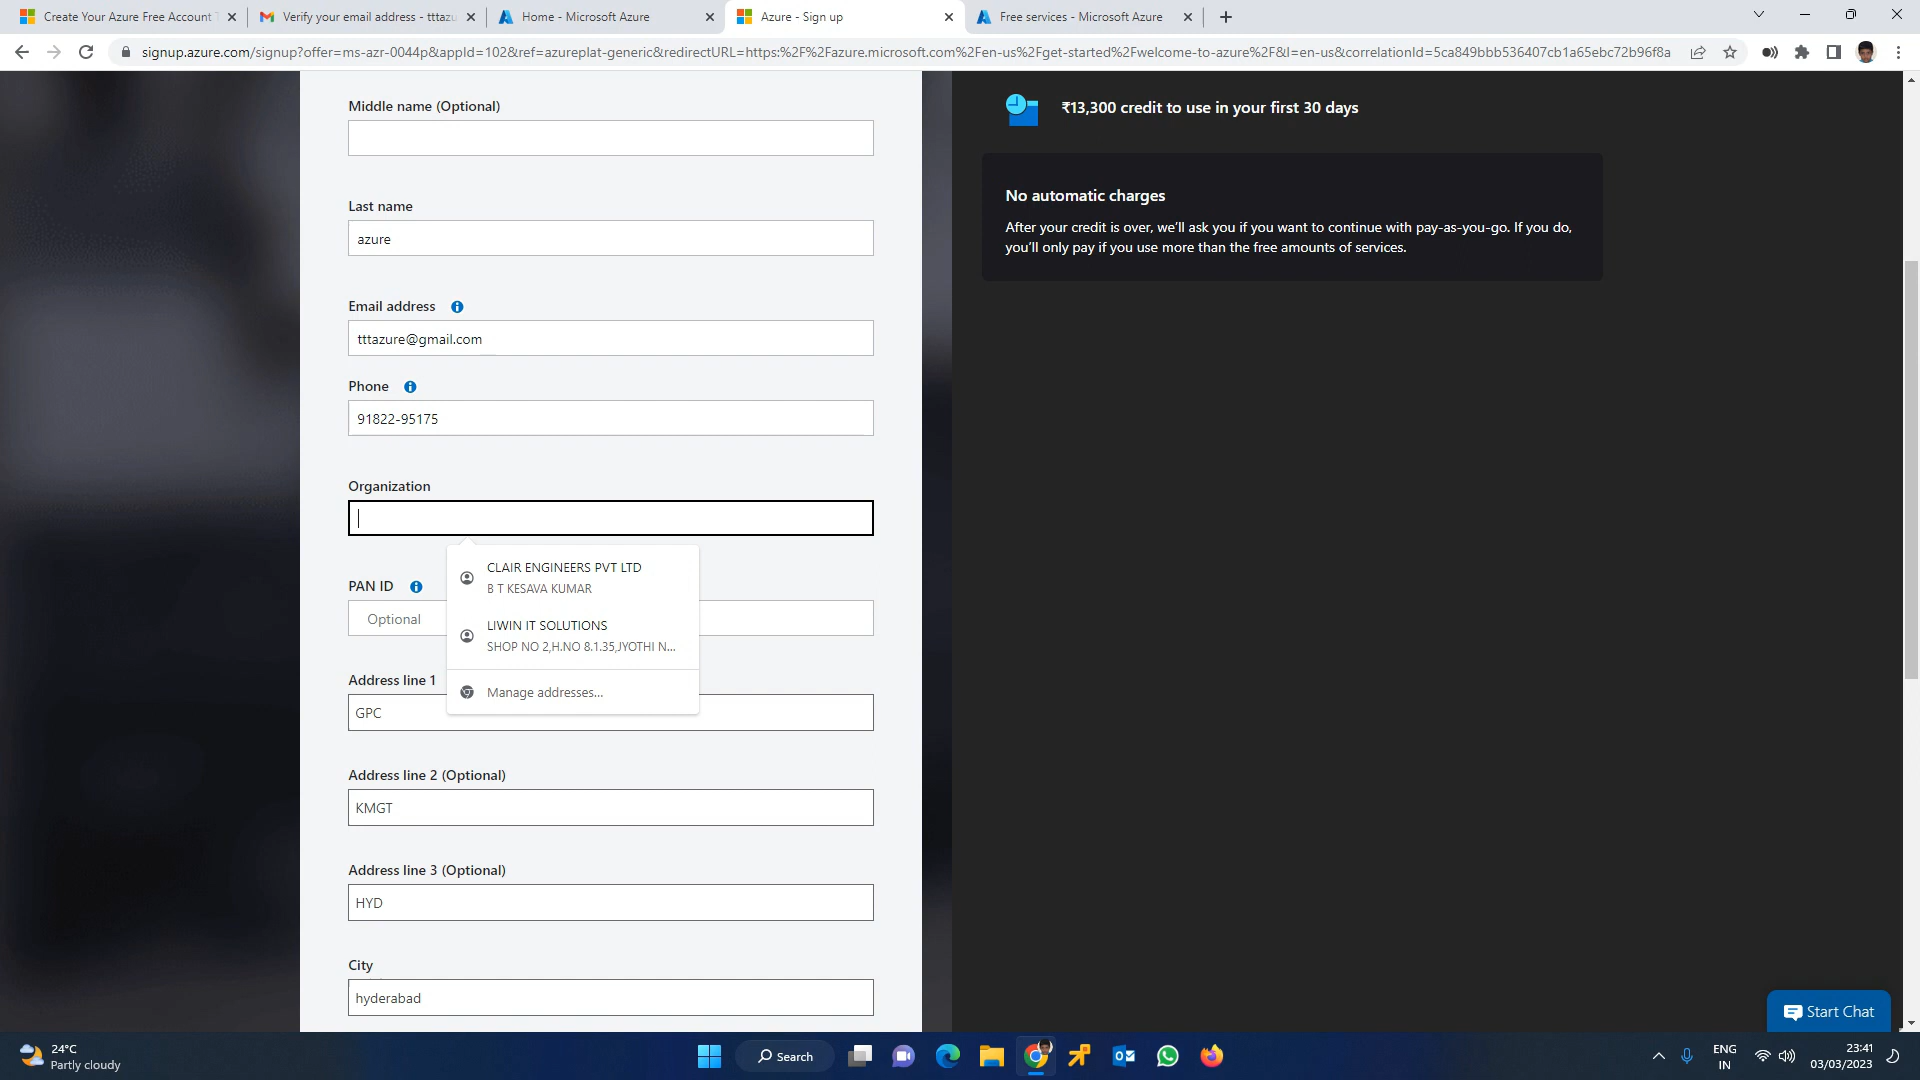 Create Your Azure Free Account T
Verify your email address - tttazu
Home - Microsoft Azure
Azure - Sign up
Free services - Microsoft Azure
signup.azure.com/signup?offer=ms-azr-0044p&appId=102&ref=azureplat-generic&redirectURL=https:%2F%2Fazure.microsoft.com%2Fen-us%2Fget-started%2Fwelcome-to-azure%2F&l=en-us&correlationId=5ca849bbb536407cb1a65ebc72b96f8a
Middle name (Optional)
Last name
azure
Email address
tttazure@gmail.com
Phone
91822-95175
Organization
CLAIR ENGINEERS PVT LTD
B T KESAVA KUMAR
LIWIN IT SOLUTIONS
SHOP NO 2,H.NO 8.1.35,JYOTHI N...
Manage addresses...
PAN ID
Optional
Address line 1
GPC
Address line 2 (Optional)
KMGT
Address line 3 (Optional)
HYD
City
hyderabad
₹13,300 credit to use in your first 30 days
No automatic charges
After your credit is over, we'll ask you if you want to continue with pay-as-you-go. If you do,
you'll only pay if you use more than the free amounts of services.
Start Chat
24°C
Partly cloudy
Search
ENG
IN
23:41
03/03/2023